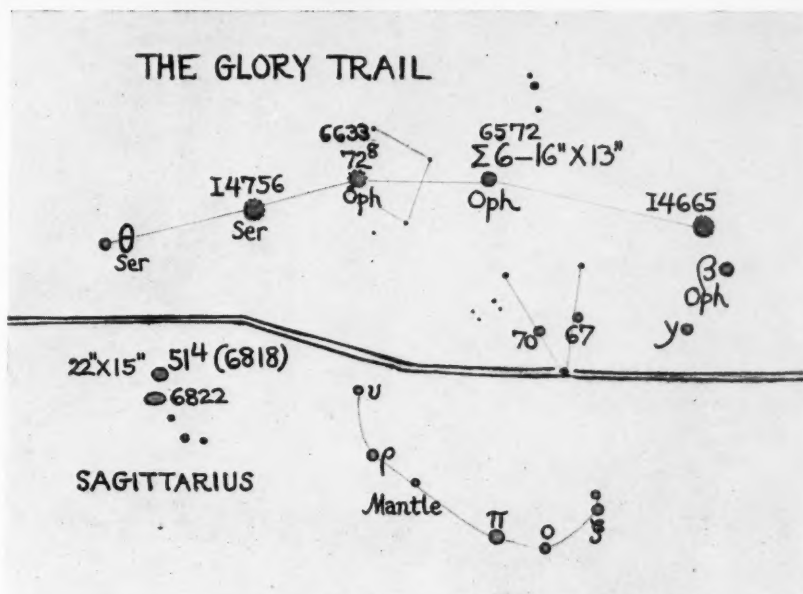 THE GLORY TRAIL
6633
72⁸
Oph
6572
Σ6-16"X13"
Oph
I4756
Ser
I4665
θ
Ser
β
Oph
γ
70
67
22"X15"
51⁴ (6818)
6822
SAGITTARIUS
υ
ρ
Mantle
π
ο
ξ